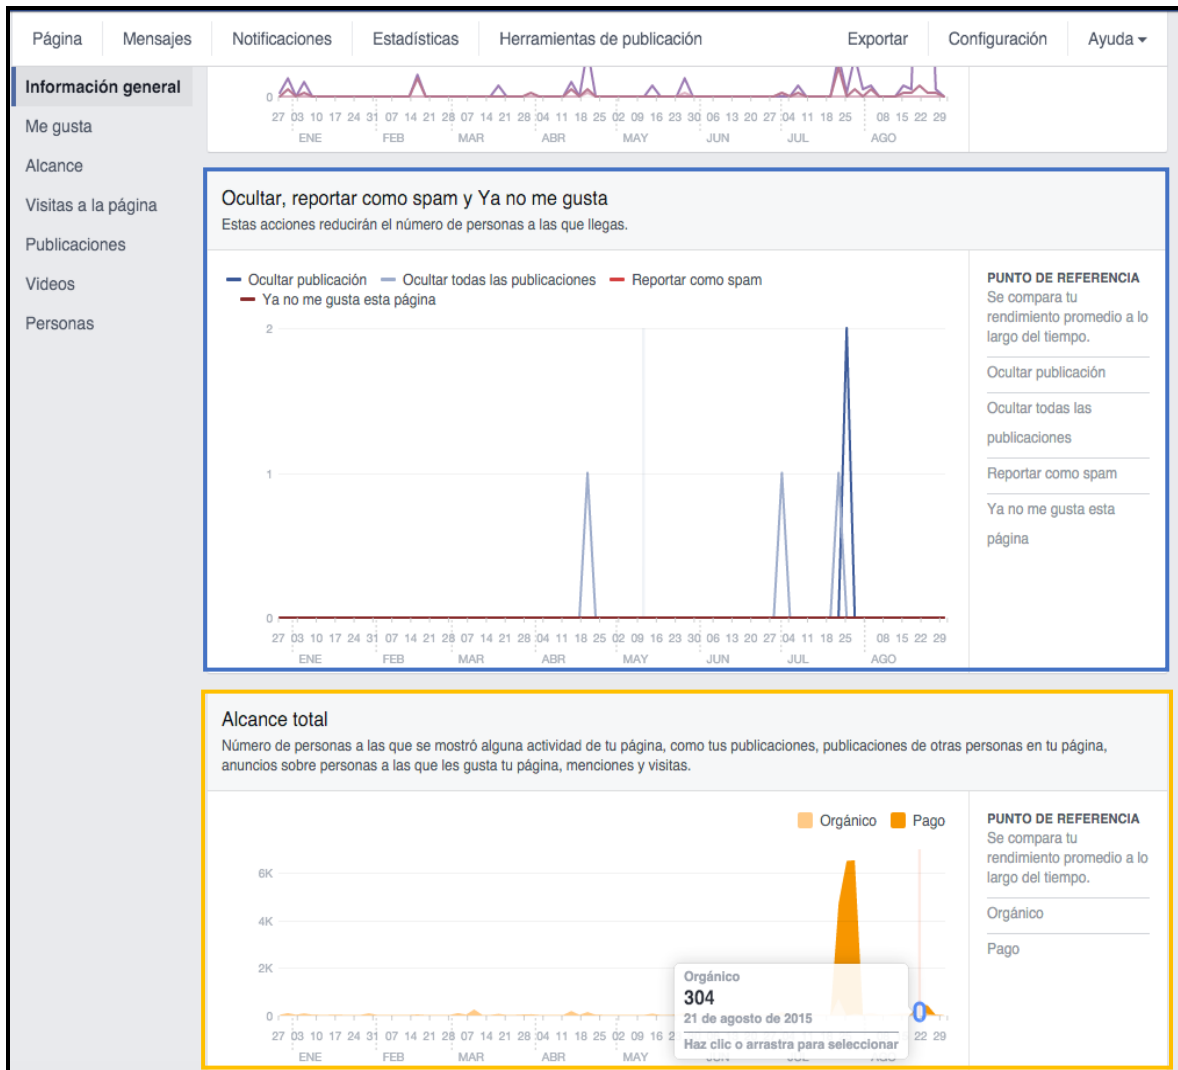 Página Mensajes Notificaciones Estadísticas Herramientas de publicación Exportar Configuración Ayuda
Información general
Me gusta
Alcance
Visitas a la página
Publicaciones
Videos
Personas
0
27 03 10 17 24 31 07 14 21 28 07 14 21 28 04 11 18 25 02 09 16 23 30 06 13 20 27 04 11 18 25 08 15 22 29
ENE FEB MAR ABR MAY JUN JUL AGO
Ocultar, reportar como spam y Ya no me gusta
Estas acciones reducirán el número de personas a las que llegas.
Ocultar publicación Ocultar todas las publicaciones Reportar como spam
Ya no me gusta esta página
2
1
0
27 03 10 17 24 31 07 14 21 28 07 14 21 28 04 11 18 25 02 09 16 23 30 06 13 20 27 04 11 18 25 08 15 22 29
ENE FEB MAR ABR MAY JUN JUL AGO
PUNTO DE REFERENCIA
Se compara tu
rendimiento promedio a lo
largo del tiempo.
Ocultar publicación
Ocultar todas las
publicaciones
Reportar como spam
Ya no me gusta esta
página
Alcance total
Número de personas a las que se mostró alguna actividad de tu página, como tus publicaciones, publicaciones de otras personas en tu página,
anuncios sobre personas a las que les gusta tu página, menciones y visitas.
Orgánico Pago
6K
4K
2K
0
Orgánico
304
21 de agosto de 2015
Haz clic o arrastra para seleccionar
27 03 10 17 24 31 07 14 21 28 07 14 21 28 04 11 18 25 02 09 16 22 29
ENE FEB MAR ABR MAY JUN JUL AGO
PUNTO DE REFERENCIA
Se compara tu
rendimiento promedio a lo
largo del tiempo.
Orgánico
Pago